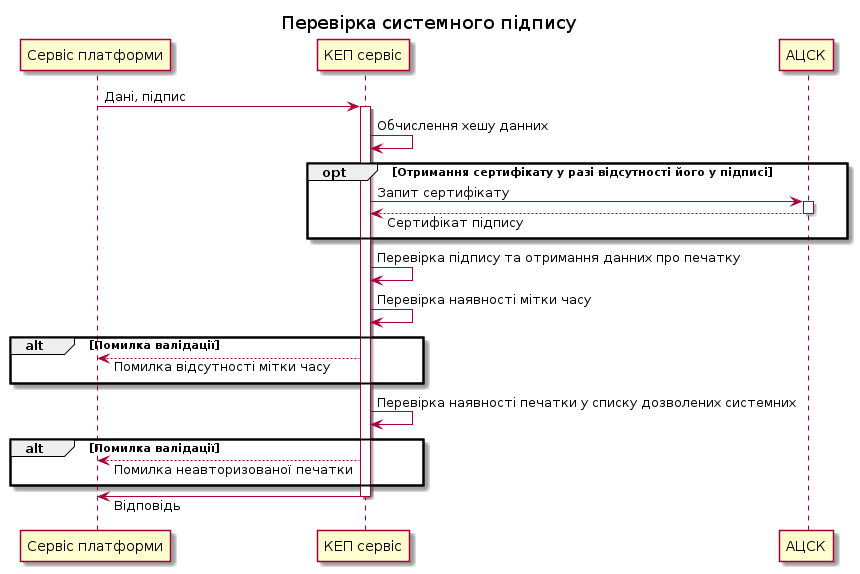 Перевірка системного підпису
Сервіс платформи
КЕП сервіс
АЦСК
Дані, підпис
Обчислення хешу данних
opt
[Отримання сертифікату у разі відсутності його у підписі]
Запит сертифікату
Сертифікат підпису
Перевірка підпису та отримання данних про печатку
Перевірка наявності мітки часу
alt
[Помилка валідації]
Помилка відсутності мітки часу
Перевірка наявності печатки у списку дозволених системних
alt
[Помилка валідації]
Помилка неавторизованої печатки
Відповідь
Сервіс платформи
КЕП сервіс
АЦСК